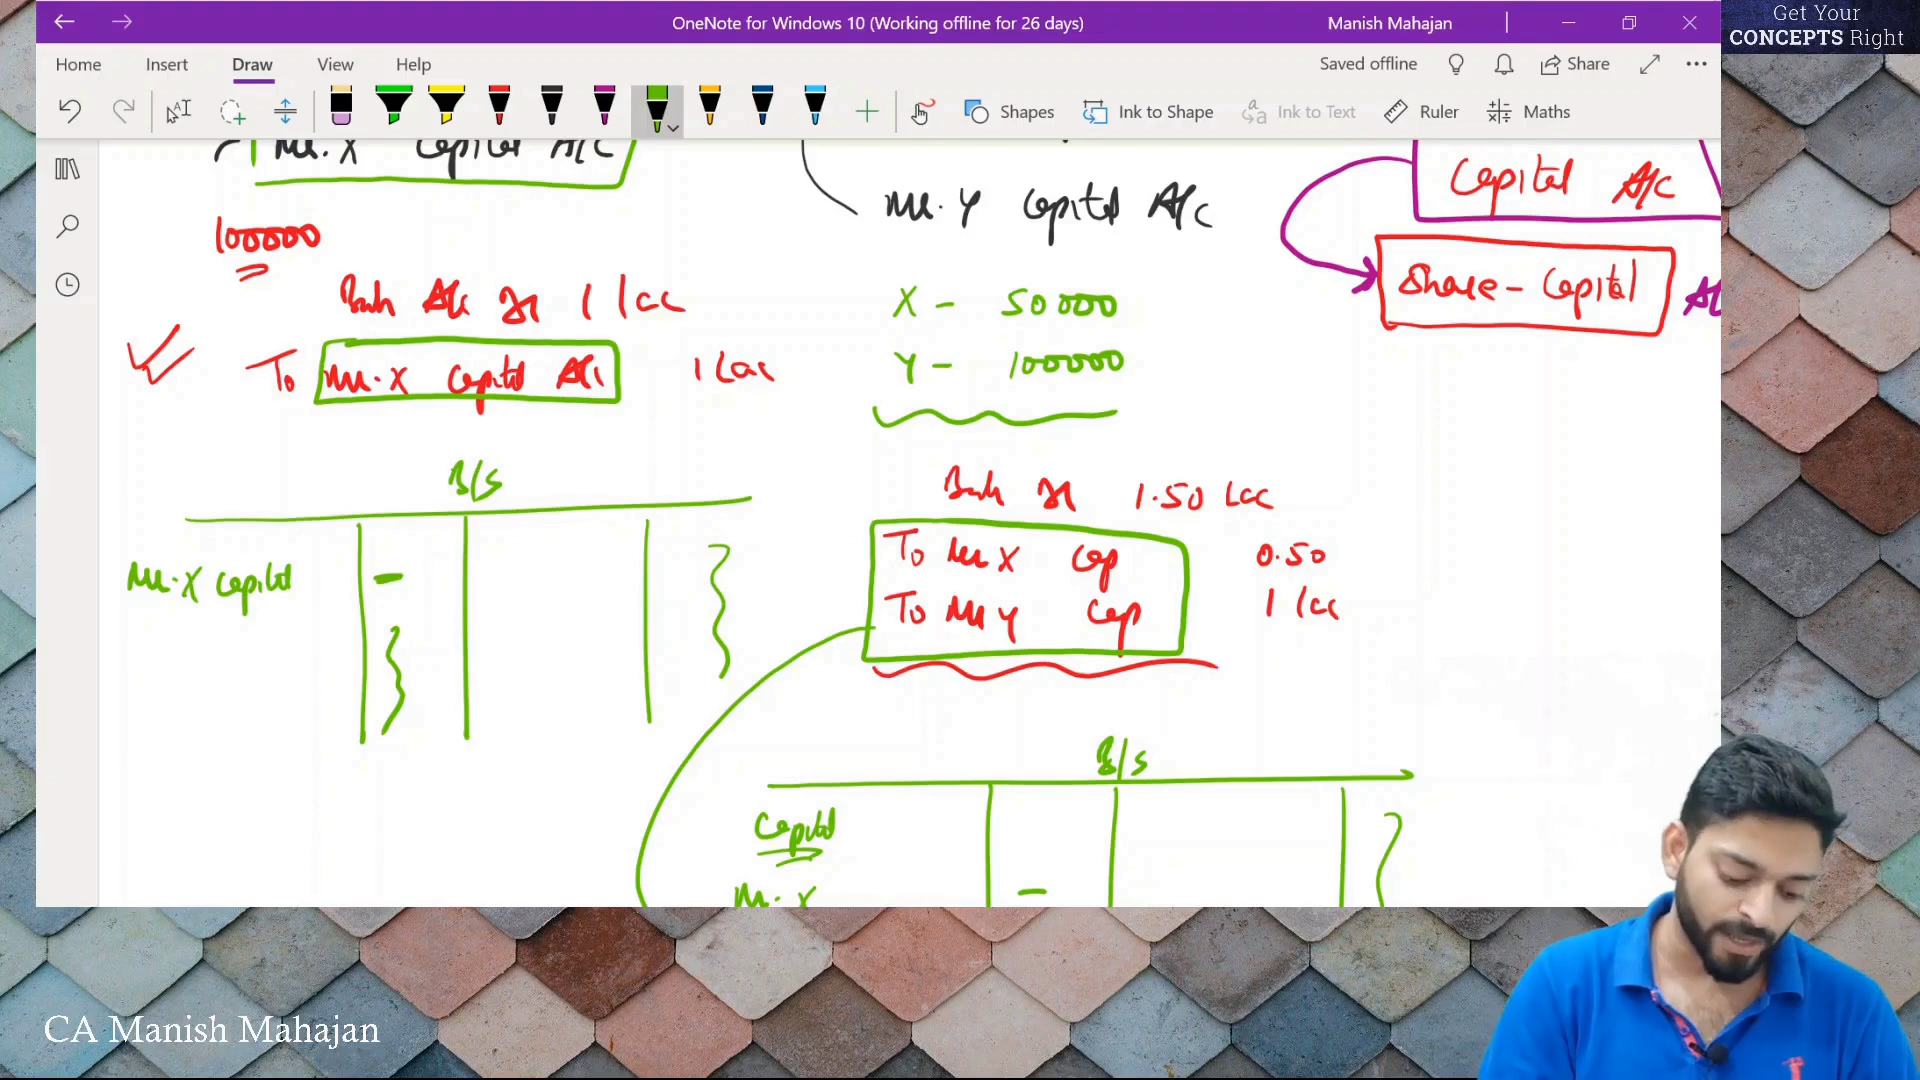 OneNote for Windows 10 (Working offline for 26 days)
Manish Mahajan
Get Your
CONCEPTS Right
Home Insert Draw View Help
Saved offline
Share
Shapes
Ink to Shape
Ink to Text
Ruler
Maths
Mr. X Capital A/c
Mr. Y Capital A/c
Capital A/c
Share - Capital
100000
Bank A/c Dr 1 lac
To Mr. X Capital A/c 1 Lac
X - 50000
Y - 100000
B/S
Mr. X Capital
Bank Dr 1.50 Lac
To Mr X Cap 0.50
To Mr Y Cap 1 lac
B/S
Capital
Mr. X
CA Manish Mahajan